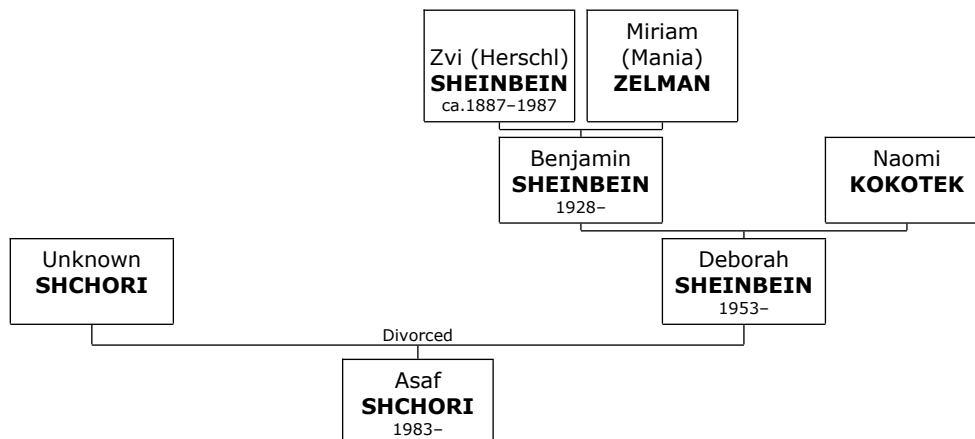 Zvi (Herschl)
SHEINBEIN
ca.1887–1987
Miriam
(Mania)
ZELMAN
Benjamin
SHEINBEIN
1928–
Naomi
KOKOTEK
Unknown
SHCHORI
Deborah
SHEINBEIN
1953–
Divorced
Asaf
SHCHORI
1983–